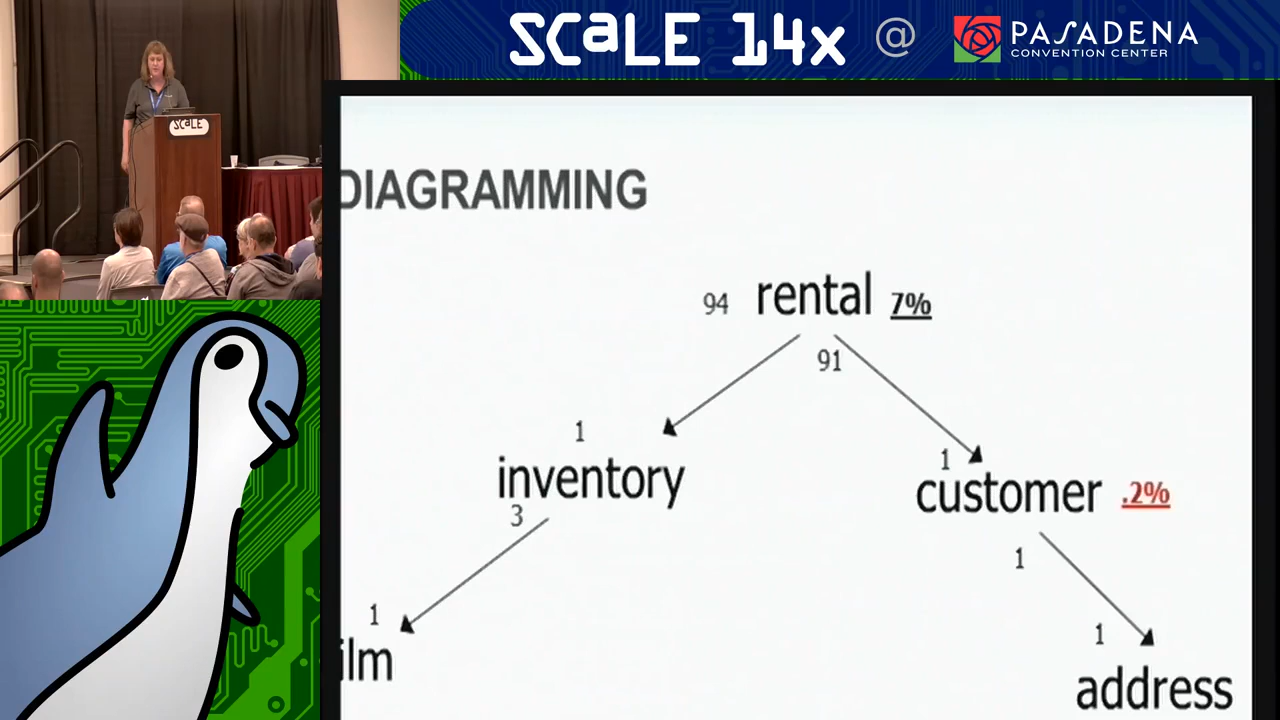 SCaLE 14x @ PASADENA
CONVENTION CENTER
SCaLE
DIAGRAMMING
94 rental 7%
91
1
1
inventory
customer .2%
3
1
1
1
ilm
address